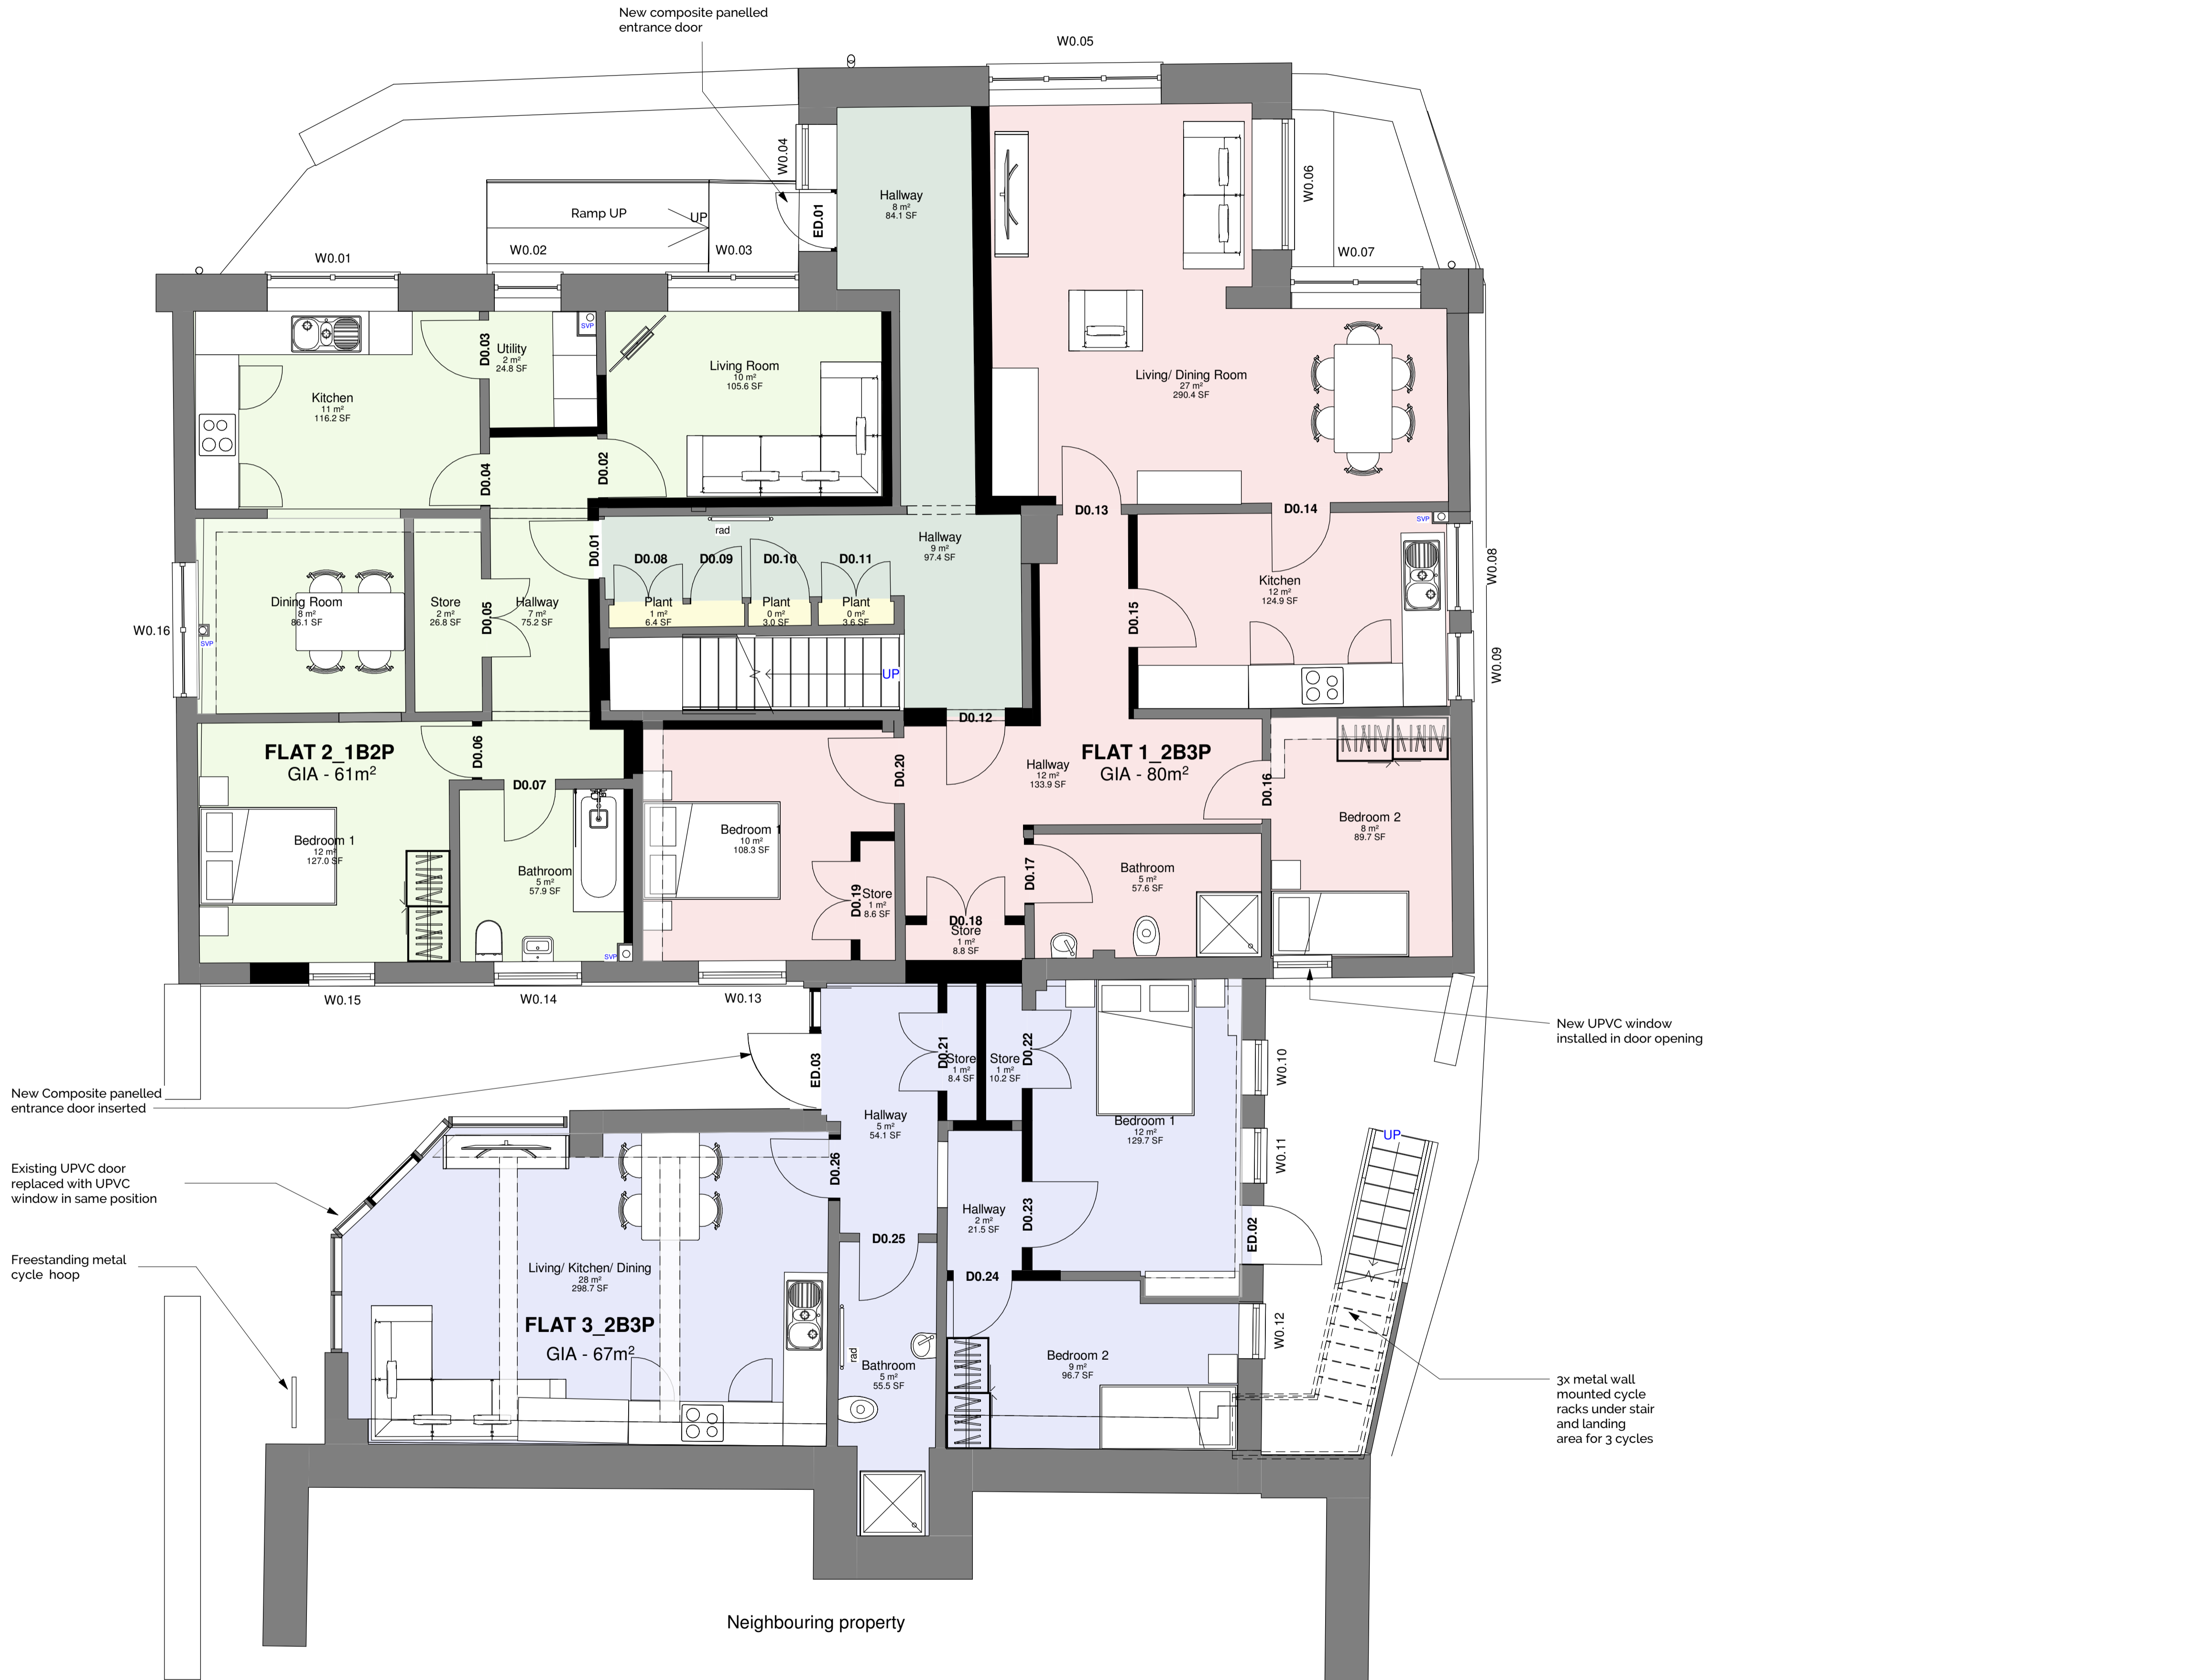 New composite panelled
entrance door
W0.05
W0.04
Hallway
8 m²
84.1 SF
W0.06
Ramp UP
UP
ED.01
W0.01
W0.02
W0.03
W0.07
SVP
D0.03
Utility
2 m²
24.8 SF
Living Room
10 m²
105.6 SF
Living/ Dining Room
27 m²
290.4 SF
Kitchen
11 m²
116.2 SF
D0.04
D0.02
D0.13
D0.14
SVP
rad
D0.01
D0.08
D0.09
D0.10
D0.11
Hallway
9 m²
97.4 SF
W0.08
Kitchen
12 m²
124.9 SF
Dining Room
8 m²
86.1 SF
Store
2 m²
26.8 SF
D0.05
Hallway
7 m²
75.2 SF
Plant
1 m²
6.4 SF
Plant
0 m²
3.0 SF
Plant
0 m²
3.6 SF
D0.15
W0.16
SVP
UP
W0.09
D0.12
FLAT 2_1B2P
GIA - 61m²
D0.06
D0.07
D0.20
Hallway
12 m²
133.9 SF
FLAT 1_2B3P
GIA - 80m²
D0.16
Bedroom 1
12 m²
127.0 SF
Bedroom 1
10 m²
108.3 SF
Bedroom 2
8 m²
89.7 SF
Bathroom
5 m²
57.9 SF
D0.19
Store
1 m²
8.6 SF
D0.17
Bathroom
5 m²
57.6 SF
D0.18
Store
1 m²
8.8 SF
SVP
W0.15
W0.14
W0.13
New UPVC window
installed in door opening
ED.03
D0.21
Store
1 m²
8.4 SF
Store
1 m²
10.2 SF
D0.22
W0.10
New Composite panelled
entrance door inserted
Hallway
5 m²
54.1 SF
Bedroom 1
12 m²
129.7 SF
W0.11
UP
Existing UPVC door
replaced with UPVC
window in same position
D0.26
Hallway
2 m²
21.5 SF
D0.23
ED.02
D0.25
Freestanding metal
cycle hoop
Living/ Kitchen/ Dining
28 m²
298.7 SF
D0.24
FLAT 3_2B3P
GIA - 67m²
rad
Bathroom
5 m²
55.5 SF
Bedroom 2
9 m²
96.7 SF
W0.12
3x metal wall
mounted cycle
racks under stair
and landing
area for 3 cycles
Neighbouring property